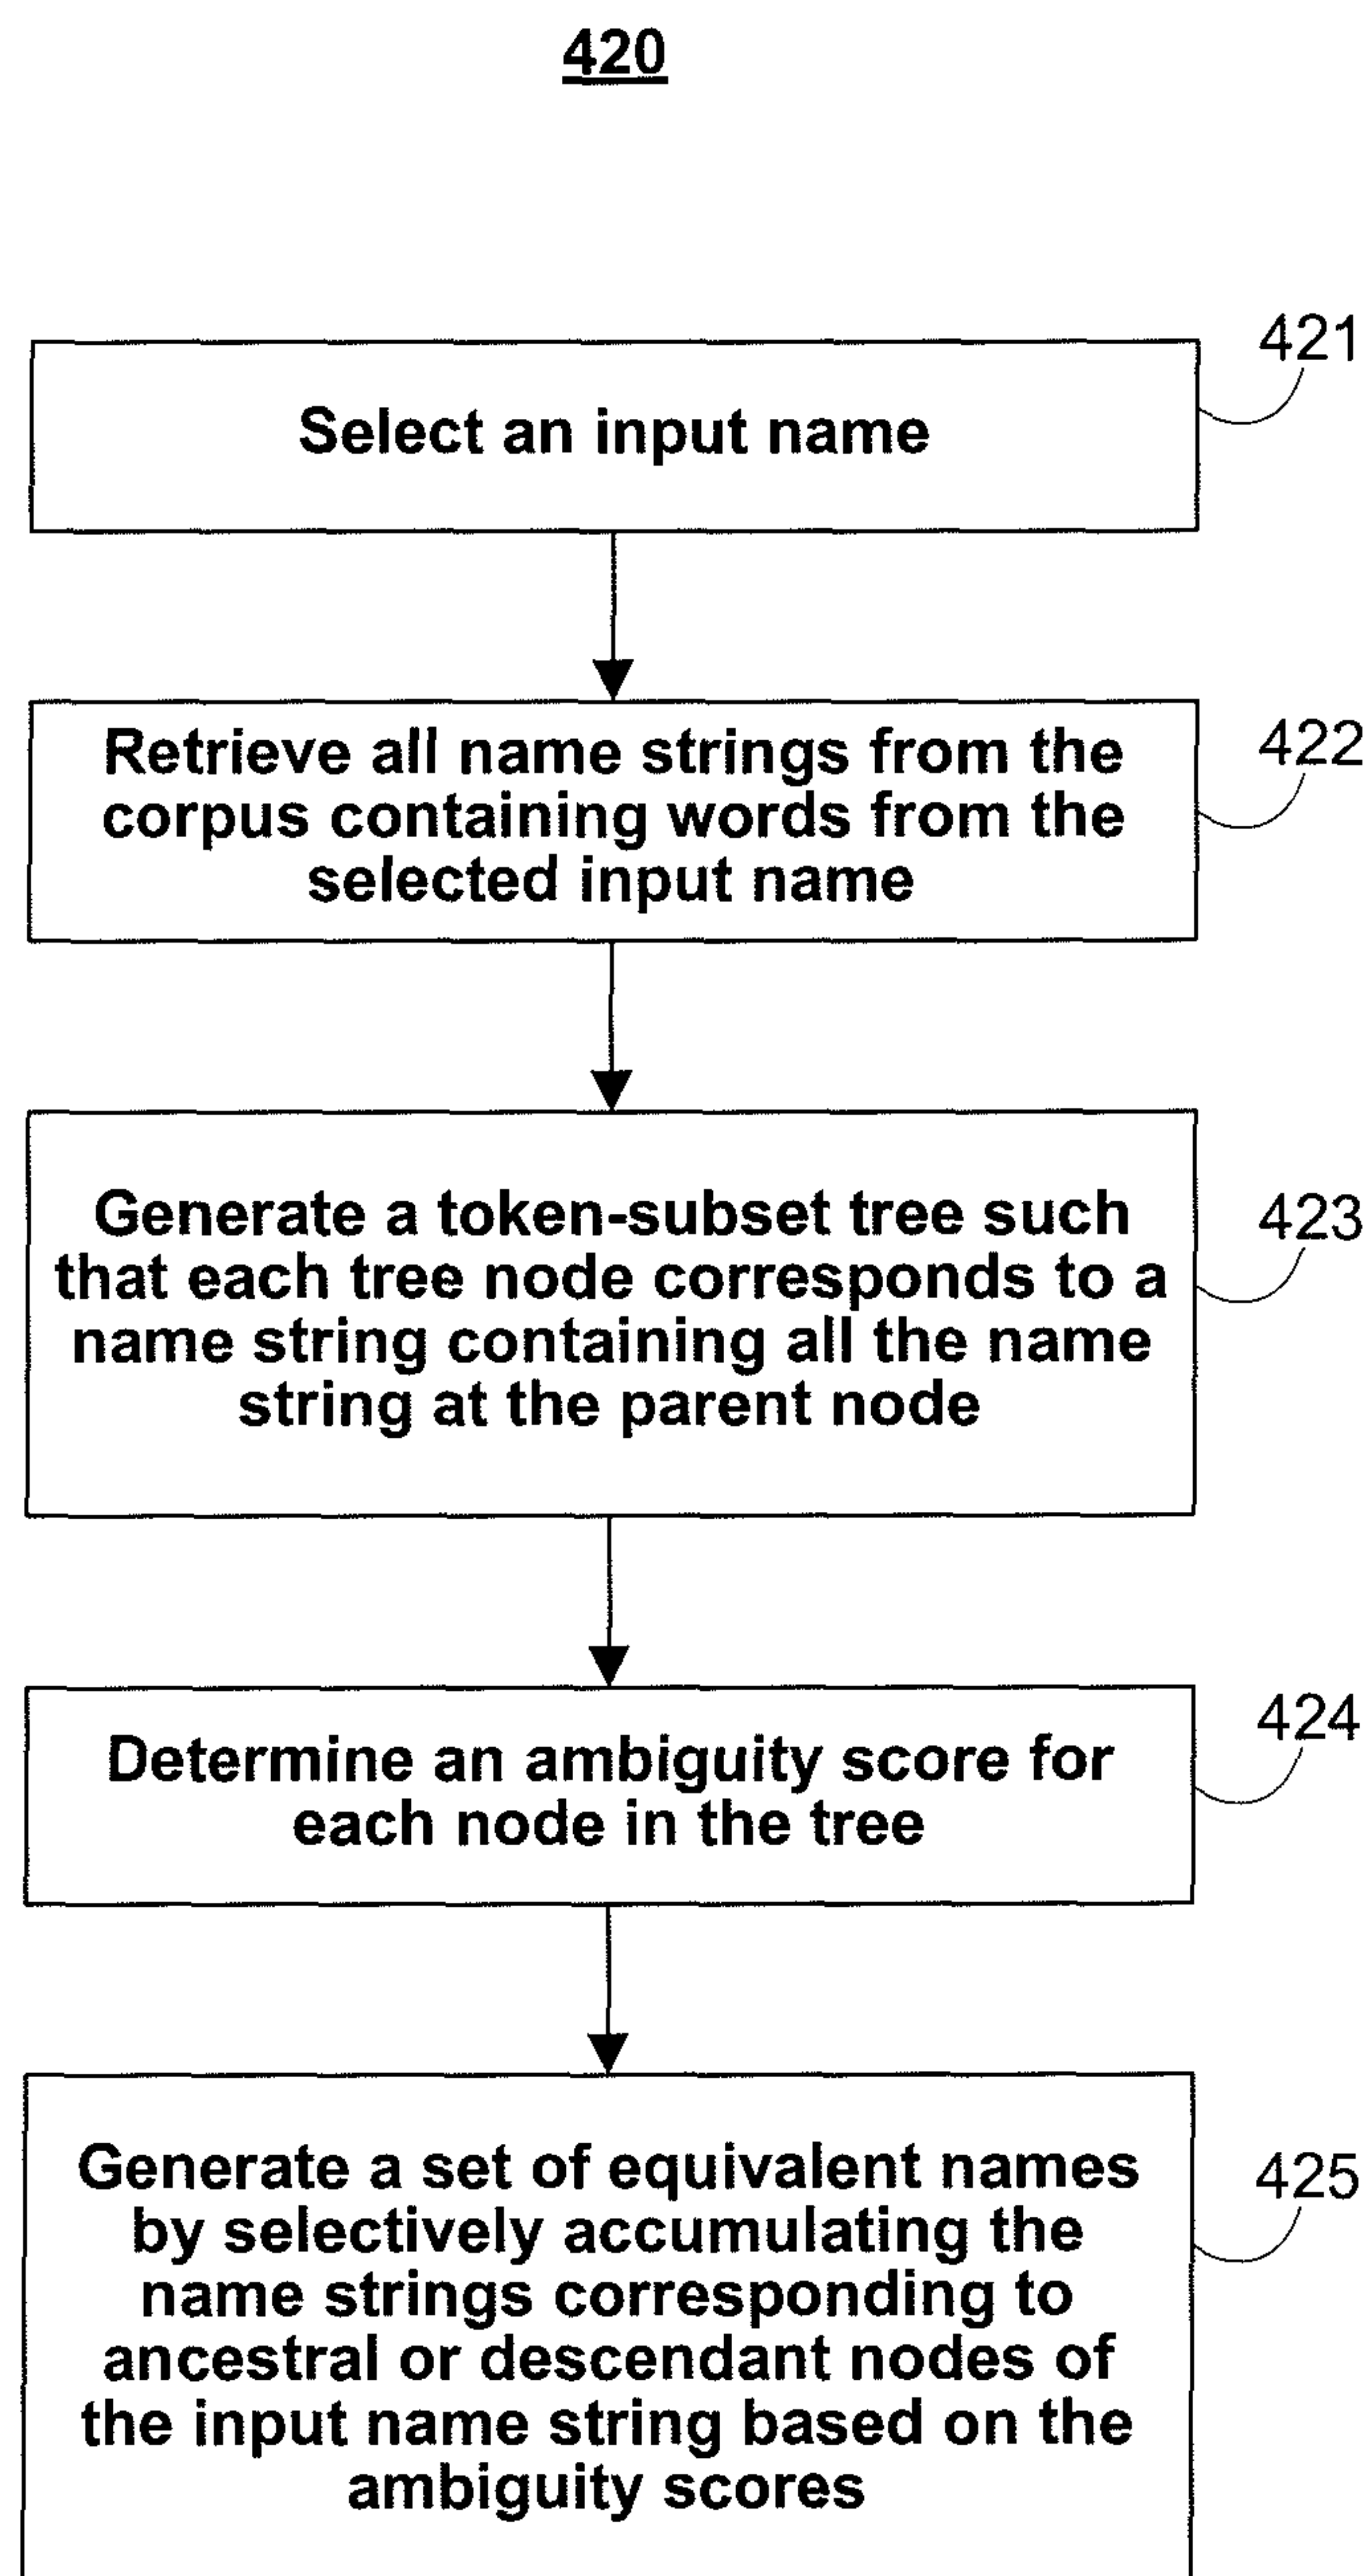 420
421
Select an input name
422
Retrieve all name strings from the
corpus containing words from the
selected input name
423
Generate a token-subset tree such
that each tree node corresponds to a
name string containing all the name
string at the parent node
424
Determine an ambiguity score for
each node in the tree
425
Generate a set of equivalent names
by selectively accumulating the
name strings corresponding to
ancestral or descendant nodes of
the input name string based on the
ambiguity scores